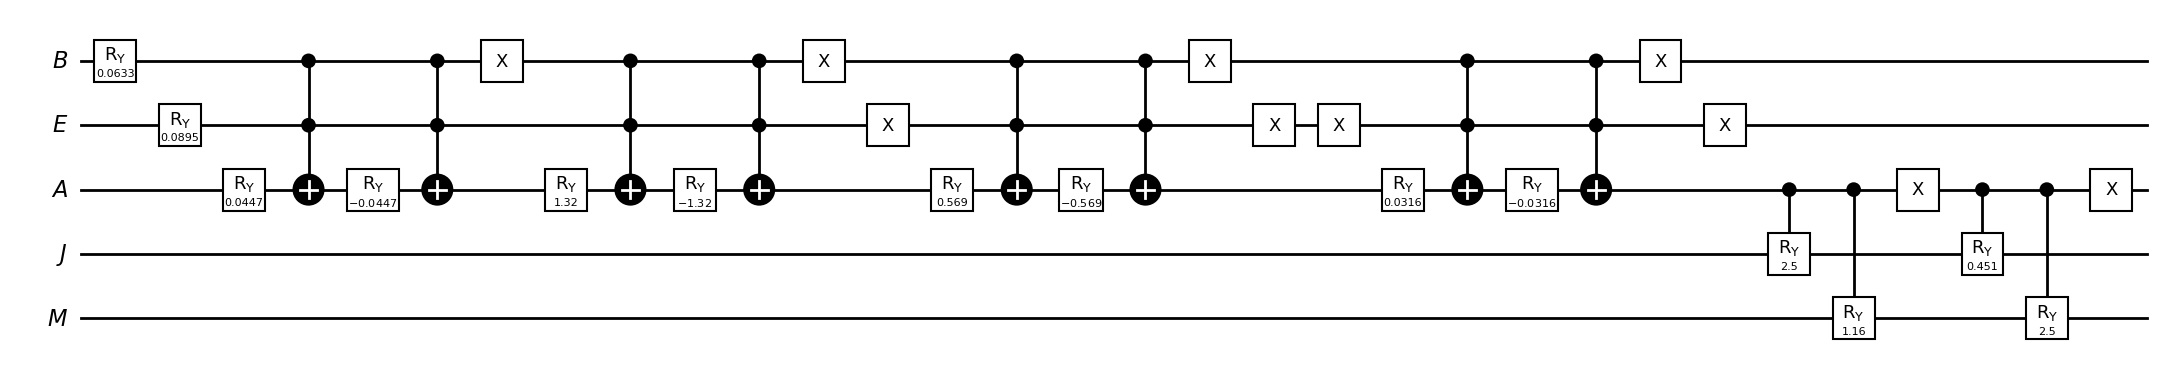 B R_Y 0.0633 X X X X
E R_Y 0.0895 X X X X
A R_Y 0.0447 R_Y −0.0447 R_Y 1.32 R_Y −1.32 R_Y 0.569 R_Y −0.569 R_Y 0.0316 R_Y −0.0316 X X
J R_Y 2.5 R_Y 0.451
M R_Y 1.16 R_Y 2.5